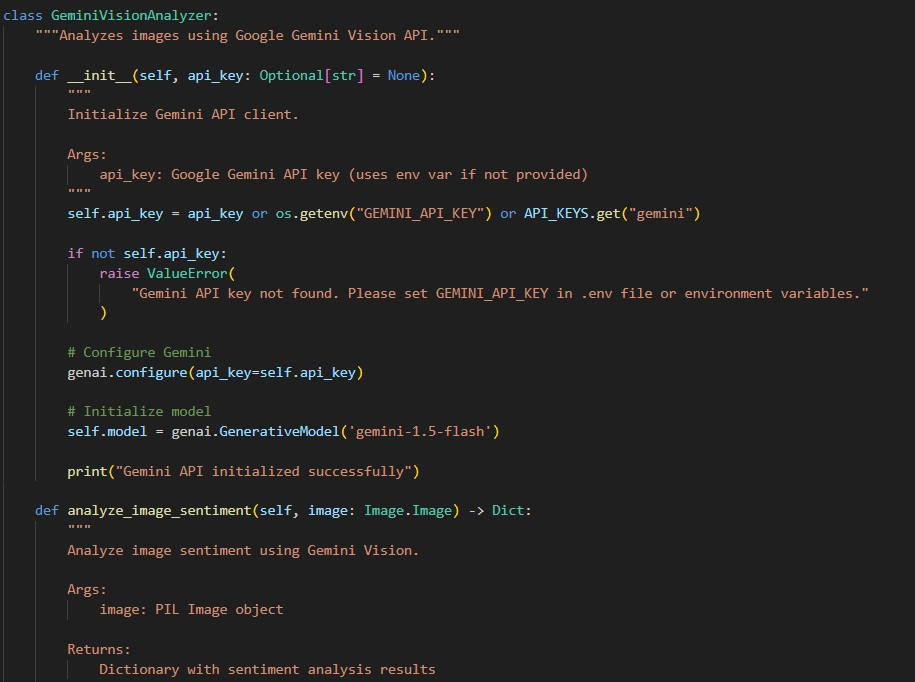 class GeminiVisionAnalyzer:
    """Analyzes images using Google Gemini Vision API."""

    def __init__(self, api_key: Optional[str] = None):
        """
        Initialize Gemini API client.

        Args:
            api_key: Google Gemini API key (uses env var if not provided)
        """
        self.api_key = api_key or os.getenv("GEMINI_API_KEY") or API_KEYS.get("gemini")

        if not self.api_key:
            raise ValueError(
                "Gemini API key not found. Please set GEMINI_API_KEY in .env file or environment variables."
            )

        # Configure Gemini
        genai.configure(api_key=self.api_key)

        # Initialize model
        self.model = genai.GenerativeModel('gemini-1.5-flash')

        print("Gemini API initialized successfully")

    def analyze_image_sentiment(self, image: Image.Image) -> Dict:
        """
        Analyze image sentiment using Gemini Vision.

        Args:
            image: PIL Image object

        Returns:
            Dictionary with sentiment analysis results